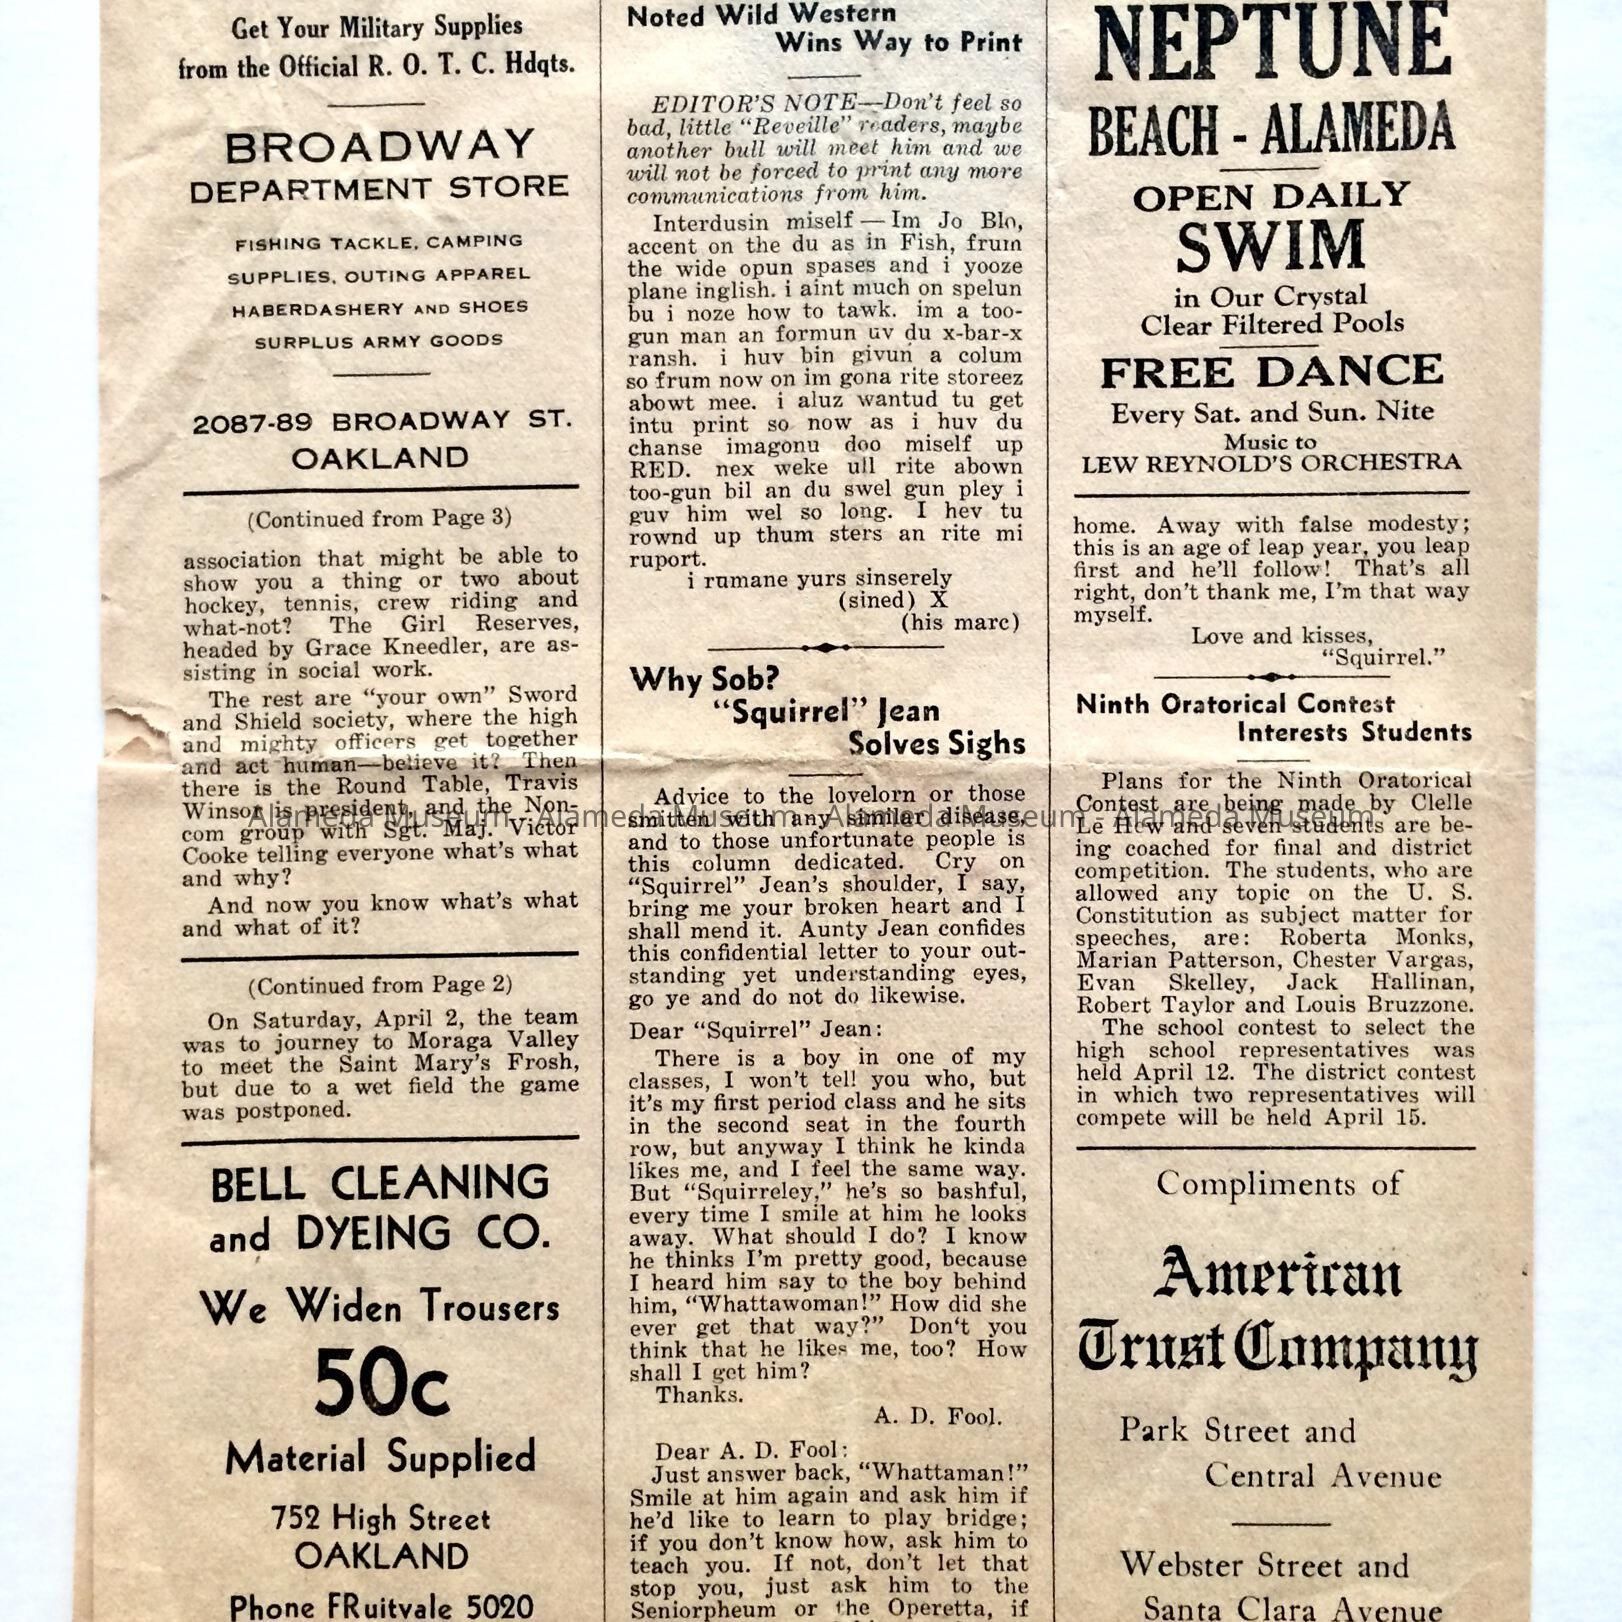 Get Your Military Supplies
from the Official R. O. T. C. Hdqts.
BROADWAY
DEPARTMENT STORE
FISHING TACKLE, CAMPING
SUPPLIES, OUTING APPAREL
HABERDASHERY AND SHOES
SURPLUS ARMY GOODS
2087-89 BROADWAY ST.
OAKLAND
(Continued from Page 3)
association that might be able to
show you a thing or two about
hockey, tennis, crew riding and
what-not? The Girl Reserves,
headed by Grace Kneedler, are as-
sisting in social work.
The rest are "your own" Sword
and Shield society, where the high
and mighty officers get together
and act human—believe it? Then
there is the Round Table, Travis
Winsor is president, and the Non-
com group with Sgt. Maj. Victor
Cooke telling everyone what's what
and why?
And now you know what's what
and what of it?
(Continued from Page 2)
On Saturday, April 2, the team
was to journey to Moraga Valley
to meet the Saint Mary's Frosh,
but due to a wet field the game
was postponed.
BELL CLEANING
and DYEING CO.
We Widen Trousers
50c
Material Supplied
752 High Street
OAKLAND
Phone FRuitvale 5020
Noted Wild Western
Wins Way to Print
EDITOR'S NOTE—Don't feel so
bad, little "Reveille" readers, maybe
another bull will meet him and we
will not be forced to print any more
communications from him.
Interdusin miself — Im Jo Blo,
accent on the du as in Fish, frum
the wide opun spases and i yooze
plane inglish. i aint much on spelun
bu i noze how to tawk. im a too-
gun man an formun uv du x-bar-x
ransh. i huv bin givun a colum
so frum now on im gona rite storeez
abowt mee. i aluz wantud tu get
intu print so now as i huv du
chanse imagonu doo miself up
RED. nex weke ull rite abown
too-gun bil an du swel gun pley i
guv him wel so long. I hev tu
rownd up thum sters an rite mi
ruport.
i rumane yurs sinserely
(sined) X
(his marc)
Why Sob?
"Squirrel" Jean
Solves Sighs
Advice to the lovelorn or those
smitten with any similar disease,
and to those unfortunate people is
this column dedicated. Cry on
"Squirrel" Jean's shoulder, I say,
bring me your broken heart and I
shall mend it. Aunty Jean confides
this confidential letter to your out-
standing yet understanding eyes,
go ye and do not do likewise.
Dear "Squirrel" Jean:
There is a boy in one of my
classes, I won't tell you who, but
it's my first period class and he sits
in the second seat in the fourth
row, but anyway I think he kinda
likes me, and I feel the same way.
But "Squirreley," he's so bashful,
every time I smile at him he looks
away. What should I do? I know
he thinks I'm pretty good, because
I heard him say to the boy behind
him, "Whattawoman!" How did she
ever get that way?" Don't you
think that he likes me, too? How
shall I get him?
Thanks.
A. D. Fool.
Dear A. D. Fool:
Just answer back, "Whattaman!"
Smile at him again and ask him if
he'd like to learn to play bridge;
if you don't know how, ask him to
teach you. If not, don't let that
stop you, just ask him to the
Seniorpheum or the Operetta, if
NEPTUNE
BEACH - ALAMEDA
OPEN DAILY
SWIM
in Our Crystal
Clear Filtered Pools
FREE DANCE
Every Sat. and Sun. Nite
Music to
LEW REYNOLD'S ORCHESTRA
home. Away with false modesty;
this is an age of leap year, you leap
first and he'll follow! That's all
right, don't thank me, I'm that way
myself.
Love and kisses,
"Squirrel."
Ninth Oratorical Contest
Interests Students
Plans for the Ninth Oratorical
Contest are being made by Clelle
Le Hew and seven students are be-
ing coached for final and district
competition. The students, who are
allowed any topic on the U. S.
Constitution as subject matter for
speeches, are: Roberta Monks,
Marian Patterson, Chester Vargas,
Evan Skelley, Jack Hallinan,
Robert Taylor and Louis Bruzzone.
The school contest to select the
high school representatives was
held April 12. The district contest
in which two representatives will
compete will be held April 15.
Compliments of
American
Trust Company
Park Street and
Central Avenue
Webster Street and
Santa Clara Avenue
Alameda Museum - Alameda Museum - Alameda Museum - Alameda Museum